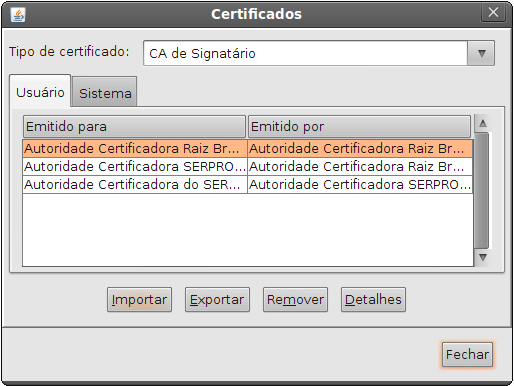 Certificados
Tipo de certificado: CA de Signatário
Usuário Sistema
Emitido para Emitido por
Autoridade Certificadora Raiz Br... Autoridade Certificadora Raiz Br...
Autoridade Certificadora SERPRO... Autoridade Certificadora Raiz Br...
Autoridade Certificadora do SER... Autoridade Certificadora SERPRO...
Importar Exportar Remover Detalhes
Fechar